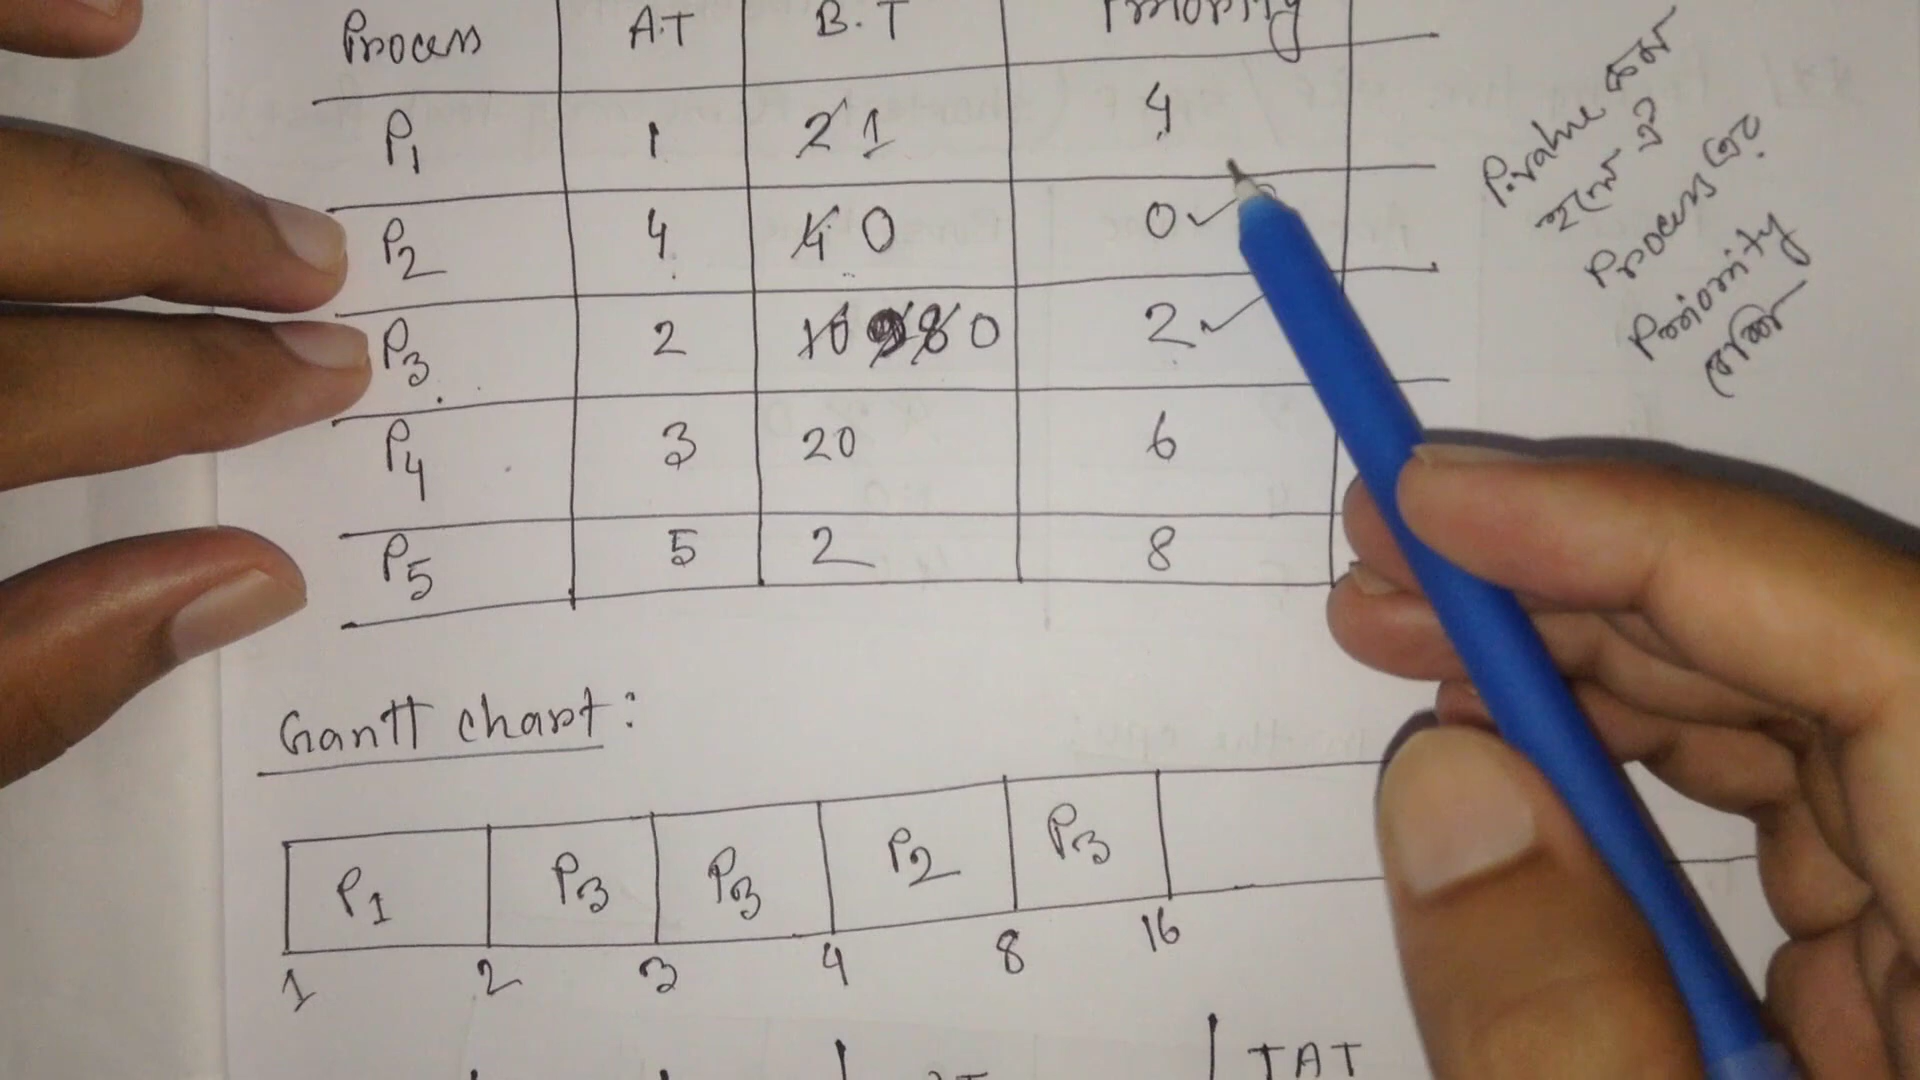 Process A.T B.T Priority
P1 1 2 1 4
P2 4 4 0 0
P3 2 10 9 8 0 2
P4 3 20 6
P5 5 2 8
P.value কম
হলে ঐ
Process এর
Priority
বেশি
Gantt chart:
P1 P3 P3 P2 P3
1 2 3 4 8 16
TAT